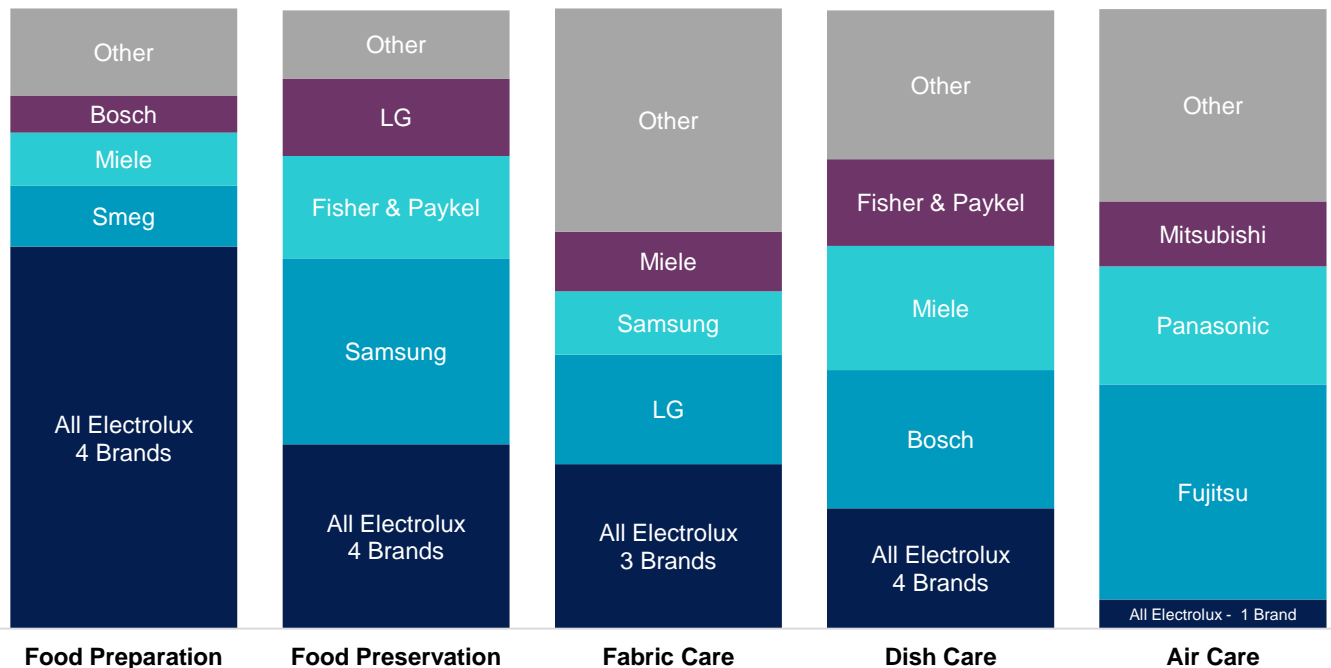 Other
Bosch
Miele
Smeg
All Electrolux
4 Brands
Food Preparation
Other
LG
Fisher & Paykel
Samsung
All Electrolux
4 Brands
Food Preservation
Other
Miele
Samsung
LG
All Electrolux
3 Brands
Fabric Care
Other
Fisher & Paykel
Miele
Bosch
All Electrolux
4 Brands
Dish Care
Other
Mitsubishi
Panasonic
Fujitsu
All Electrolux - 1 Brand
Air Care